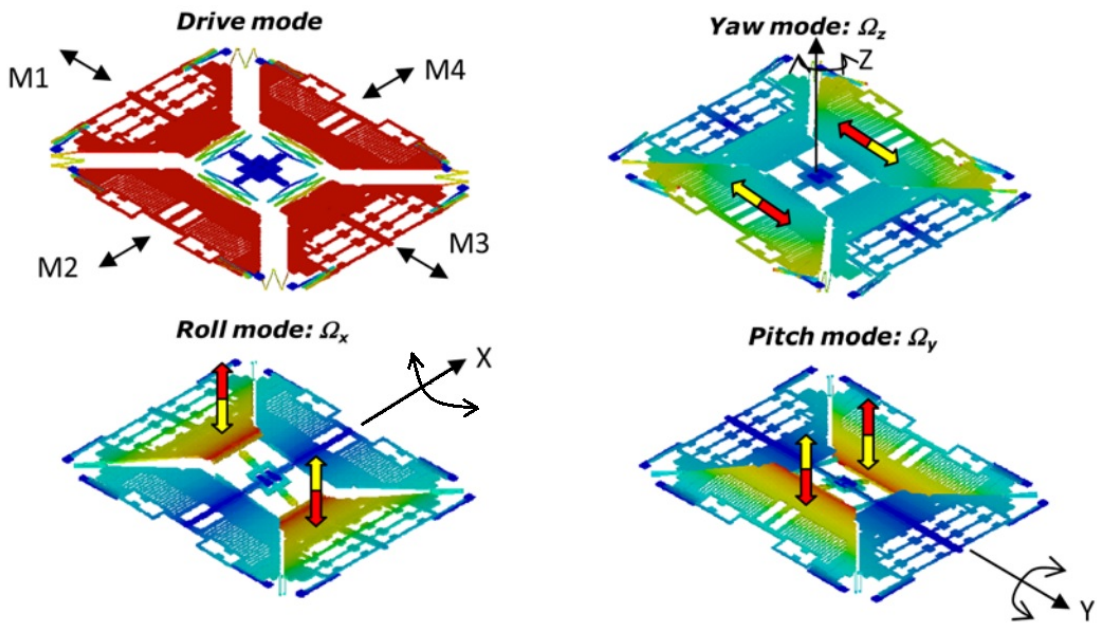 Drive mode
Yaw mode: Ωz
M1
M4
Z
M2
M3
Roll mode: Ωx
Pitch mode: Ωy
X
Y